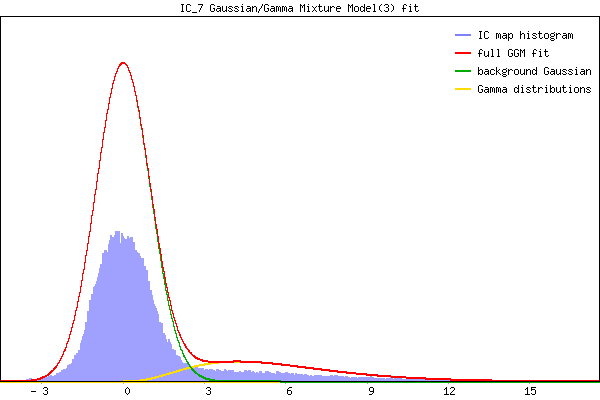 IC_7 Gaussian/Gamma Mixture Model(3) fit
IC map histogram
full GGM fit
background Gaussian
Gamma distributions
-3 0 3 6 9 12 15